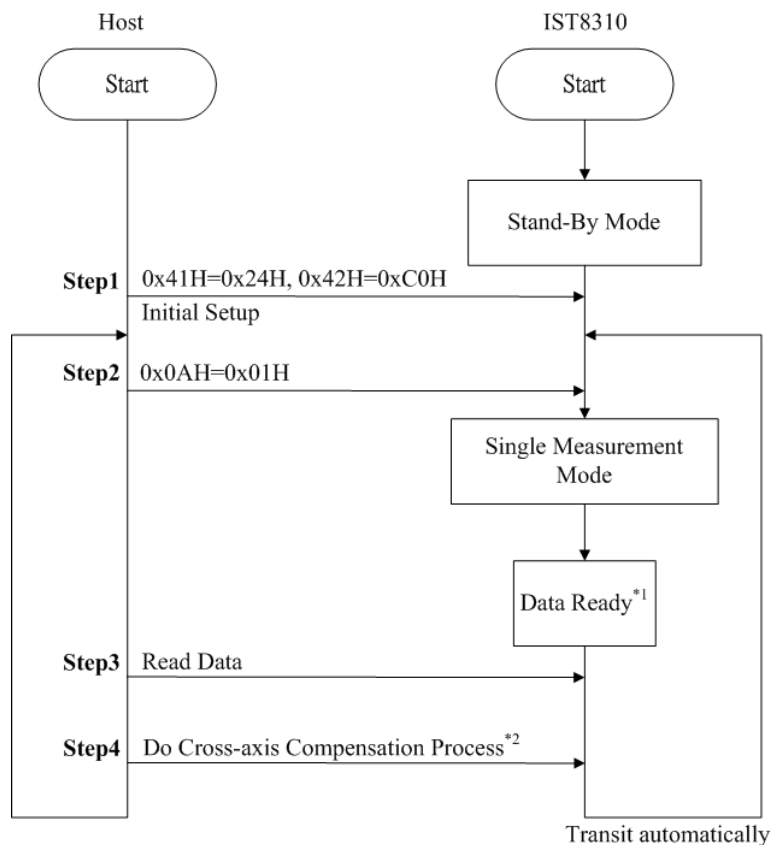 Host
IST8310
Start
Start
Stand-By Mode
Step1
0x41H=0x24H, 0x42H=0xC0H
Initial Setup
Step2
0x0AH=0x01H
Single Measurement
Mode
Data Ready*1
Step3
Read Data
Step4
Do Cross-axis Compensation Process*2
Transit automatically